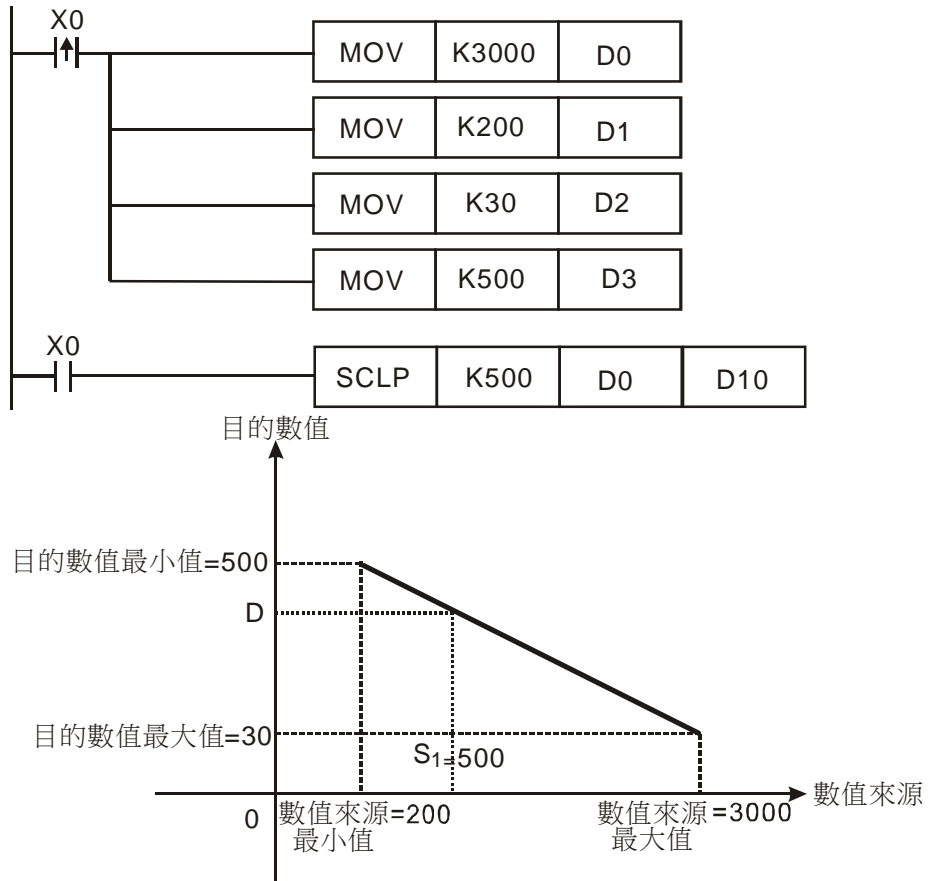 X0
MOV K3000 D0
MOV K200 D1
MOV K30 D2
MOV K500 D3
X0
SCLP K500 D0 D10
目的數值
目的數值最小值=500
D
目的數值最大值=30
S1=500
0
數值來源=200
最小值
數值來源=3000
最大值
數值來源